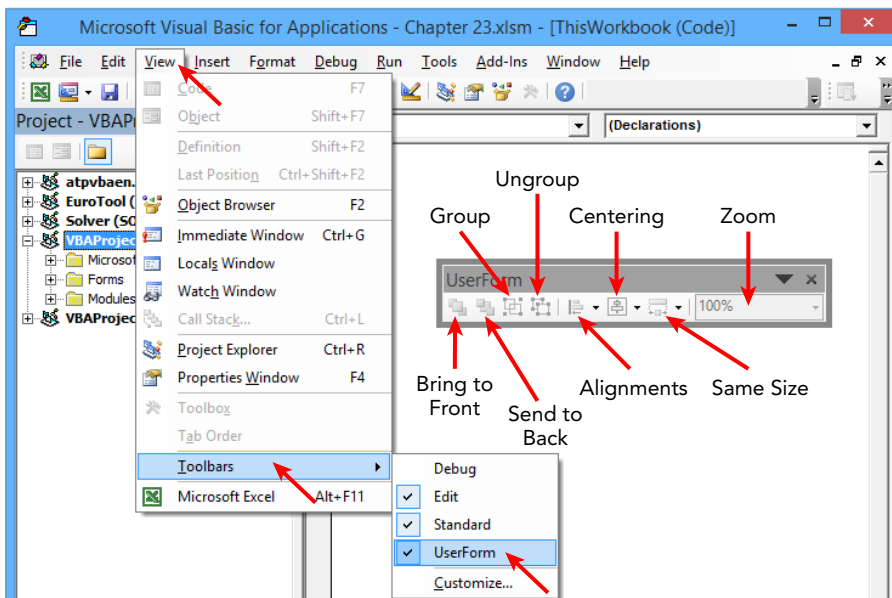 Microsoft Visual Basic for Applications - Chapter 23.xlsm - [ThisWorkbook (Code)]
File Edit View Insert Format Debug Run Tools Add-Ins Window Help
Project - VBAPr
(Declarations)
atpvbaen.
EuroTool (
Solver (SO
VBAProjec
Microsof
Forms
Modules
VBAProjec
Code F7
Object Shift+F7
Definition Shift+F2
Last Position Ctrl+Shift+F2
Object Browser F2
Immediate Window Ctrl+G
Locals Window
Watch Window
Call Stack... Ctrl+L
Project Explorer Ctrl+R
Properties Window F4
Toolbox
Tab Order
Toolbars
Microsoft Excel Alt+F11
Debug
Edit
Standard
UserForm
Customize...
Ungroup
Group Centering Zoom
UserForm
100%
Bring to
Front
Send to
Back
Alignments Same Size